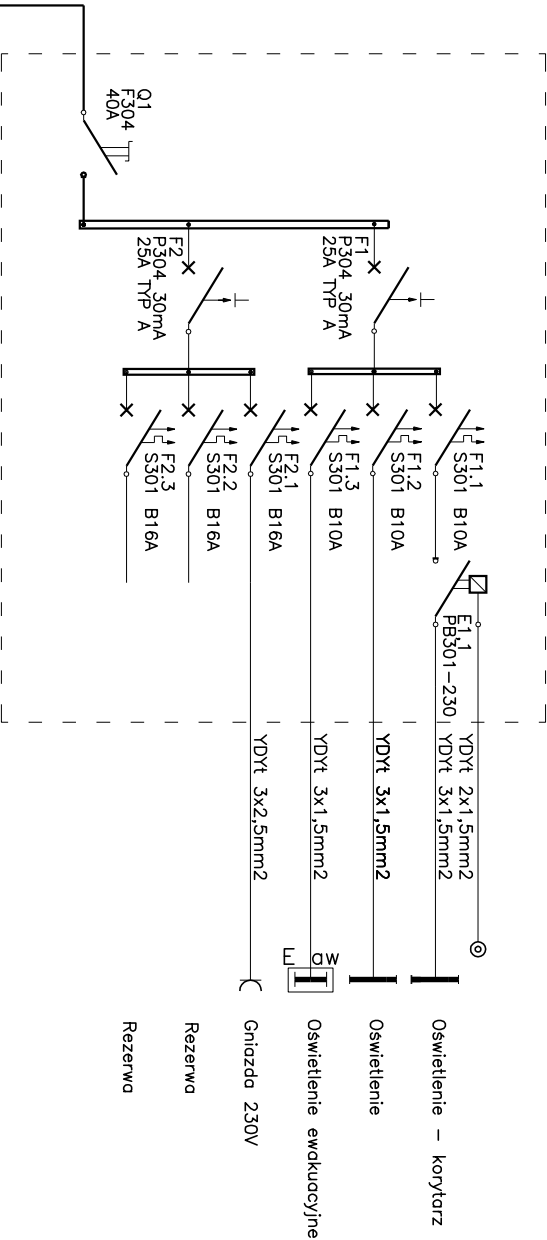 Q1
F304
40A
F1
P304 30mA
25A TYP A
F2
P304 30mA
25A TYP A
F1.1
S301 B10A
F1.2
S301 B10A
F1.3
S301 B10A
F2.1
S301 B16A
F2.2
S301 B16A
F2.3
S301 B16A
E1.1
PB301-230
YDYt 2x1,5mm2
YDYt 3x1,5mm2
YDYt 3x1,5mm2
YDYt 3x1,5mm2
YDYt 3x2,5mm2
E aw
Oświetlenie - korytarz
Oświetlenie
Oświetlenie ewakuacyjne
Gniazda 230V
Rezerwa
Rezerwa